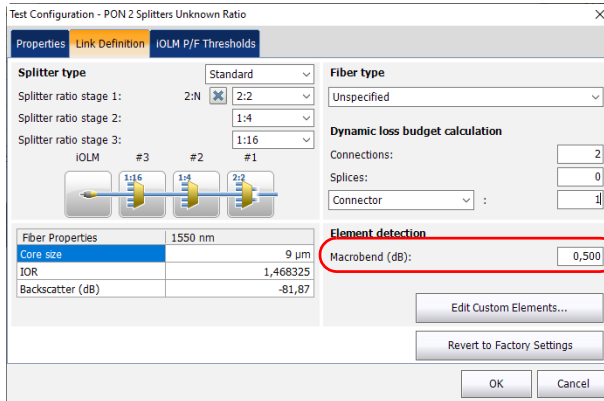 Test Configuration - PON 2 Splitters Unknown Ratio
Properties Link Definition iOLM P/F Thresholds
Splitter type Standard
Splitter ratio stage 1: 2:N 2:2
Splitter ratio stage 2: 1:4
Splitter ratio stage 3: 1:16
iOLM #3 #2 #1
1:16 1:4 2:2
Fiber Properties 1550 nm
Core size 9 µm
IOR 1,468325
Backscatter (dB) -81,87
Fiber type
Unspecified
Dynamic loss budget calculation
Connections: 2
Splices: 0
Connector : 1
Element detection
Macrobend (dB): 0,500
Edit Custom Elements...
Revert to Factory Settings
OK Cancel